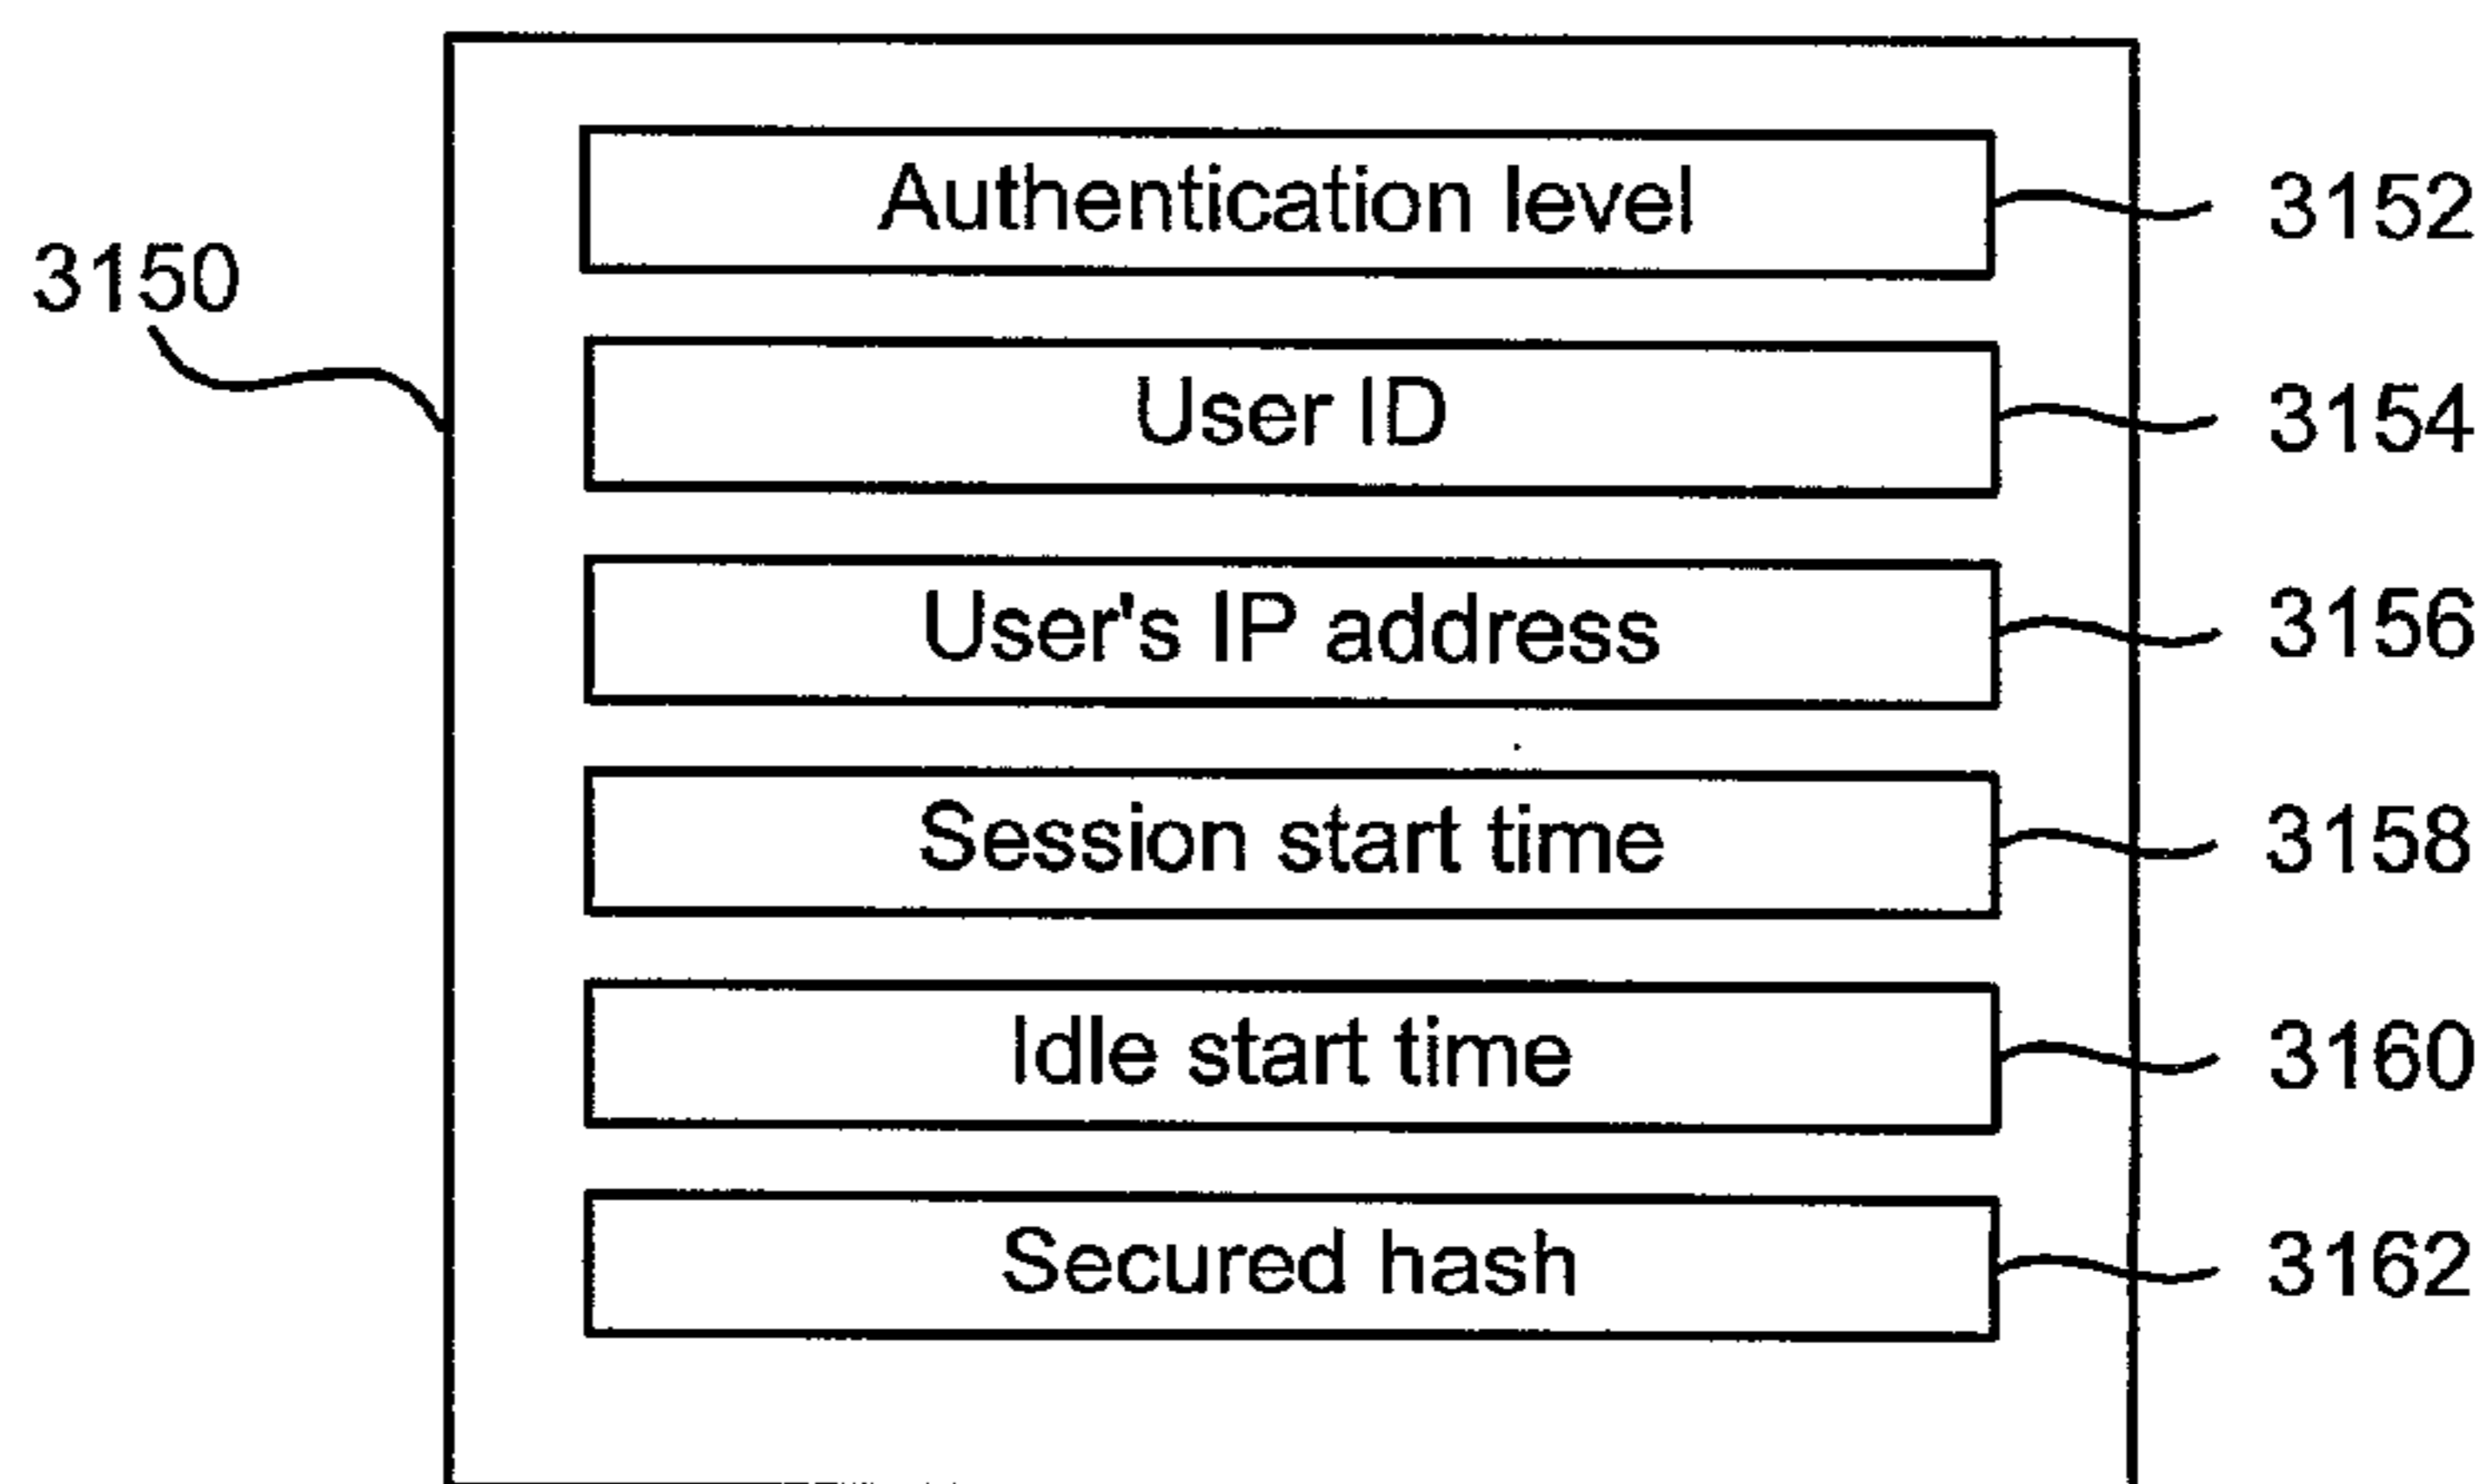 Authentication level 3152
3150
User ID 3154
User's IP address 3156
Session start time 3158
Idle start time 3160
Secured hash 3162